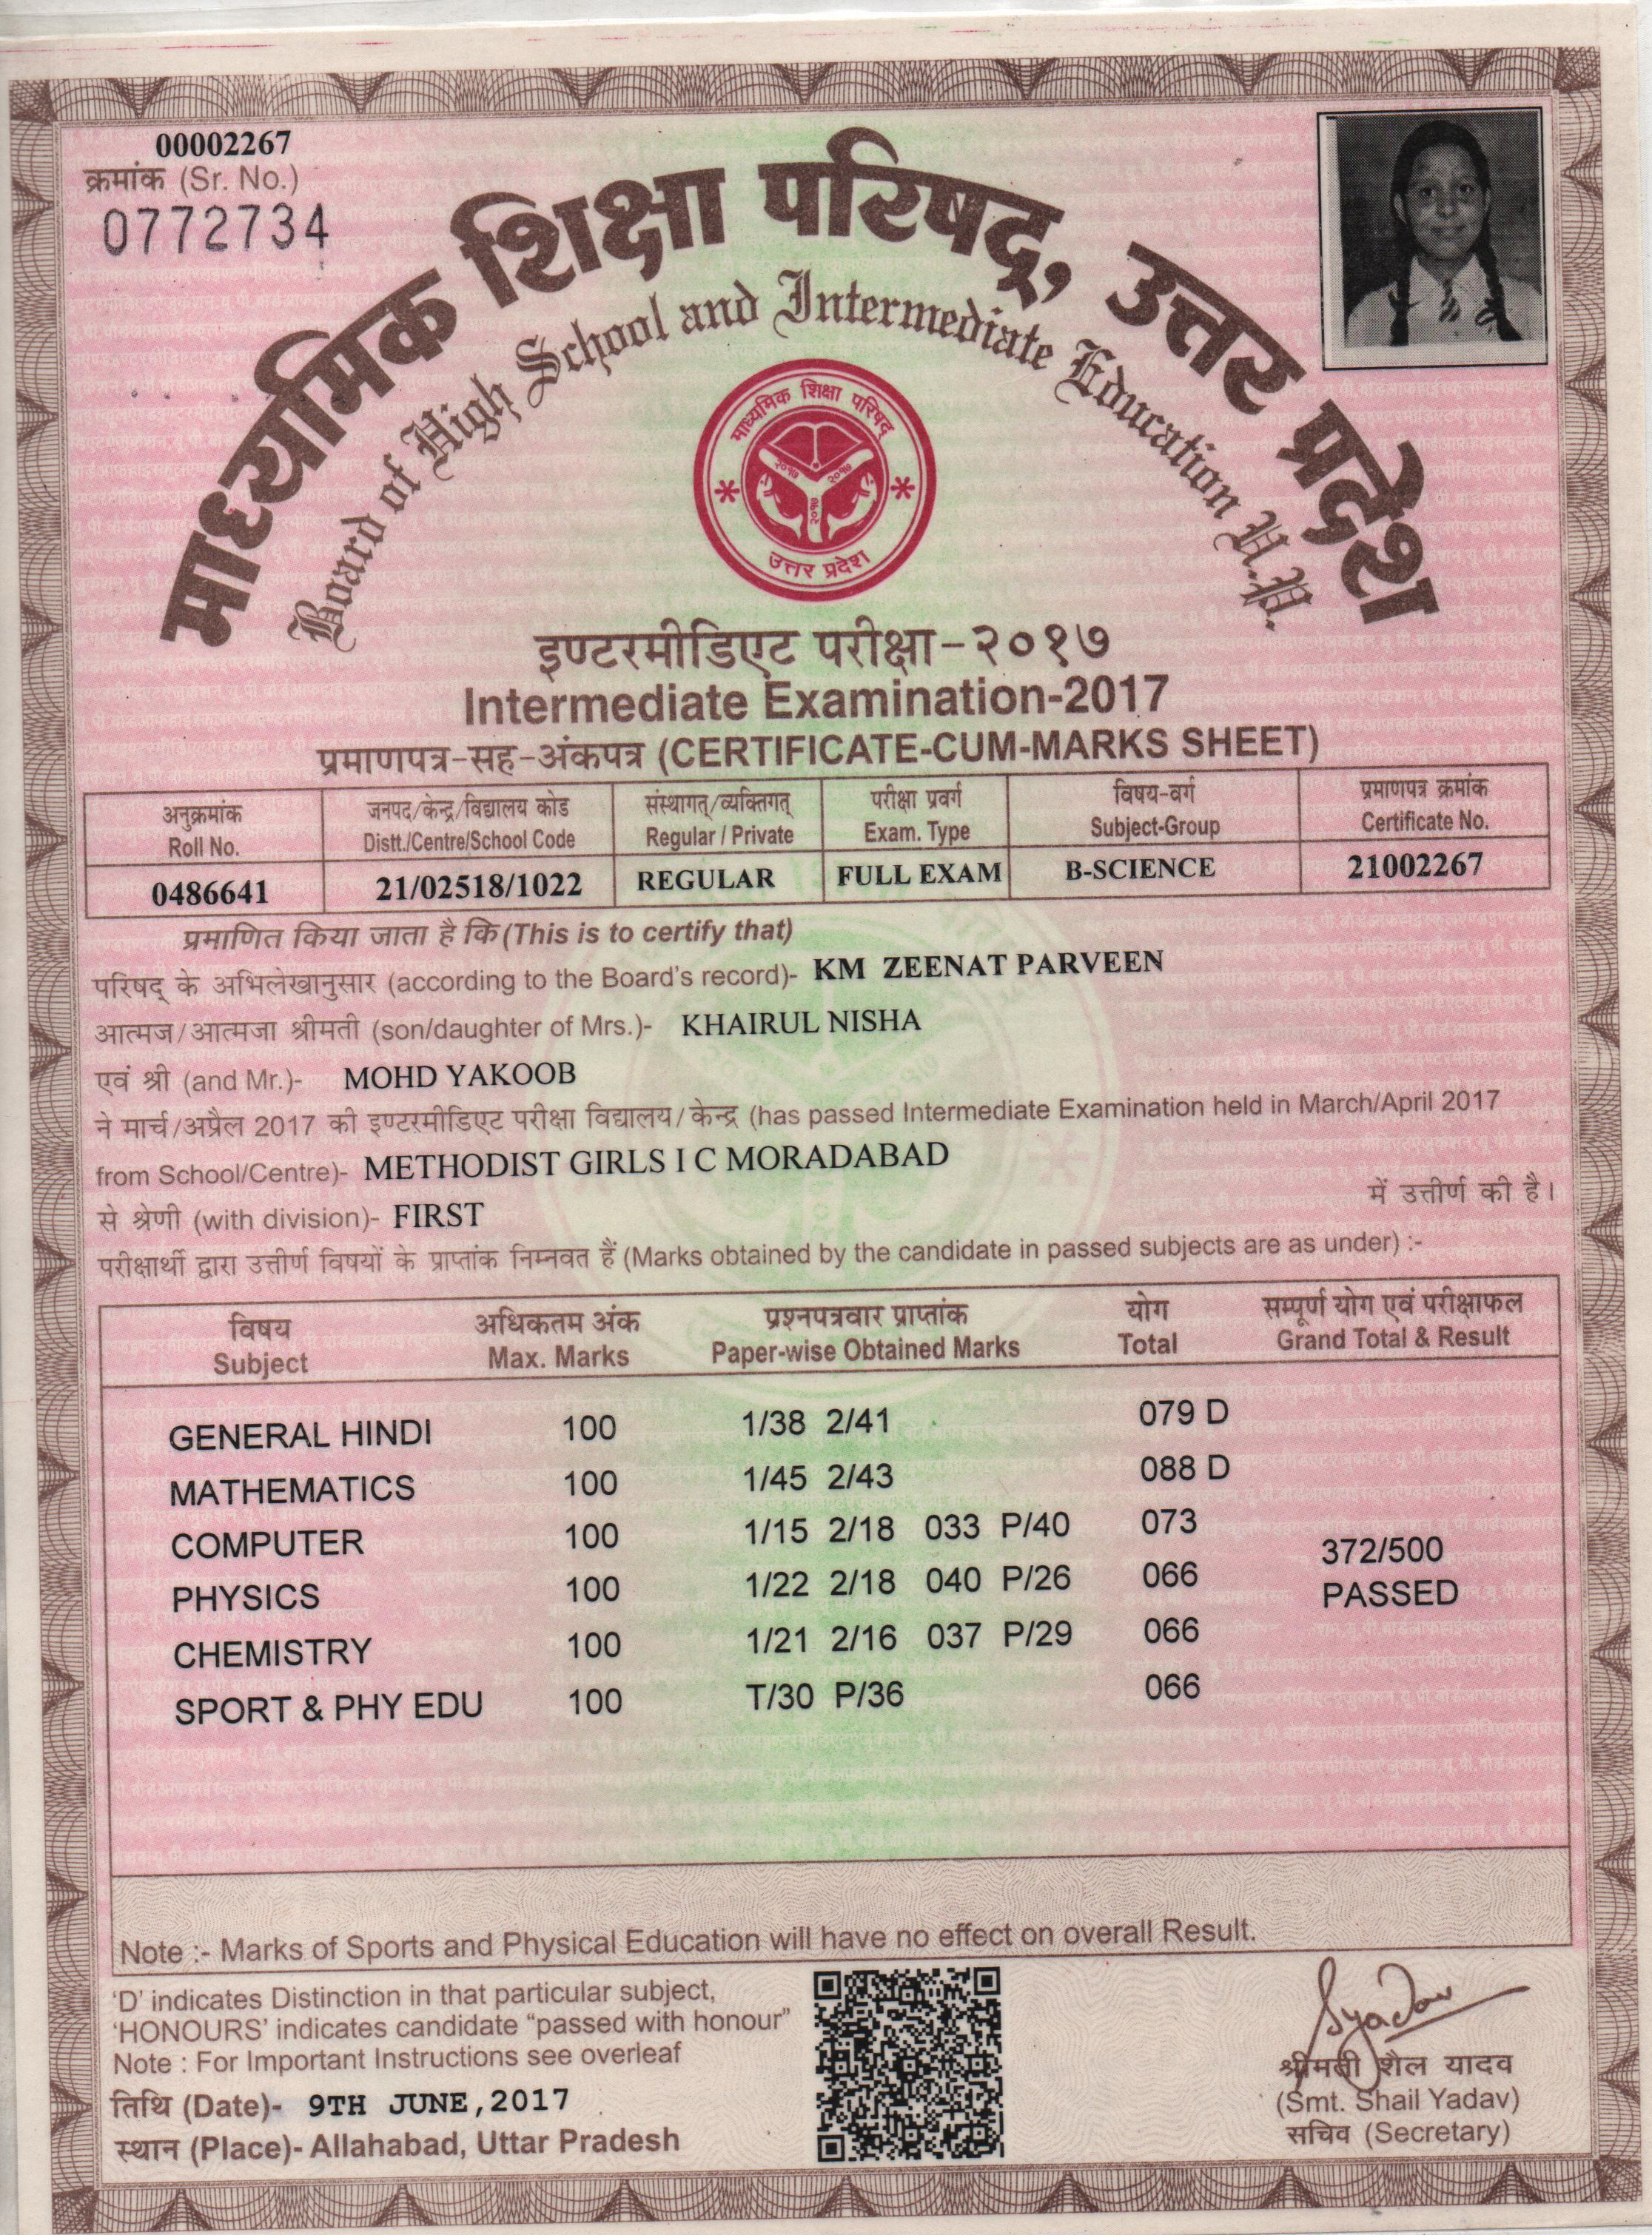 00002267
क्रमांक (Sr. No.)
0772734
माध्यमिक शिक्षा परिषद्, उत्तर प्रदेश
Board of High School and Intermediate Education U.P.
माध्यमिक शिक्षा परिषद्
२०१७ २०१७
२०१७
उत्तर प्रदेश
इण्टरमीडिएट परीक्षा-२०१७
Intermediate Examination-2017
प्रमाणपत्र-सह-अंकपत्र (CERTIFICATE-CUM-MARKS SHEET)
अनुक्रमांक जनपद/केन्द्र/विद्यालय कोड संस्थागत्/व्यक्तिगत् परीक्षा प्रवर्ग विषय-वर्ग प्रमाणपत्र क्रमांक
Roll No. Distt./Centre/School Code Regular / Private Exam. Type Subject-Group Certificate No.
0486641 21/02518/1022 REGULAR FULL EXAM B-SCIENCE 21002267
प्रमाणित किया जाता है कि (This is to certify that)
परिषद् के अभिलेखानुसार (according to the Board's record)- KM ZEENAT PARVEEN
आत्मज/आत्मजा श्रीमती (son/daughter of Mrs.)- KHAIRUL NISHA
एवं श्री (and Mr.)- MOHD YAKOOB
ने मार्च/अप्रैल 2017 की इण्टरमीडिएट परीक्षा विद्यालय/केन्द्र (has passed Intermediate Examination held in March/April 2017
from School/Centre)- METHODIST GIRLS I C MORADABAD
में उत्तीर्ण की है।
से श्रेणी (with division)- FIRST
परीक्षार्थी द्वारा उत्तीर्ण विषयों के प्राप्तांक निम्नवत हैं (Marks obtained by the candidate in passed subjects are as under) :-
विषय अधिकतम अंक प्रश्नपत्रवार प्राप्तांक योग सम्पूर्ण योग एवं परीक्षाफल
Subject Max. Marks Paper-wise Obtained Marks Total Grand Total & Result
GENERAL HINDI 100 1/38 2/41 079 D
MATHEMATICS 100 1/45 2/43 088 D
COMPUTER 100 1/15 2/18 033 P/40 073 372/500
PHYSICS 100 1/22 2/18 040 P/26 066 PASSED
CHEMISTRY 100 1/21 2/16 037 P/29 066
SPORT & PHY EDU 100 T/30 P/36 066
Note :- Marks of Sports and Physical Education will have no effect on overall Result.
'D' indicates Distinction in that particular subject,
'HONOURS' indicates candidate "passed with honour"
Note : For Important Instructions see overleaf
तिथि (Date)- 9TH JUNE,2017
स्थान (Place)- Allahabad, Uttar Pradesh
Syadav
श्रीमती शैल यादव
(Smt. Shail Yadav)
सचिव (Secretary)